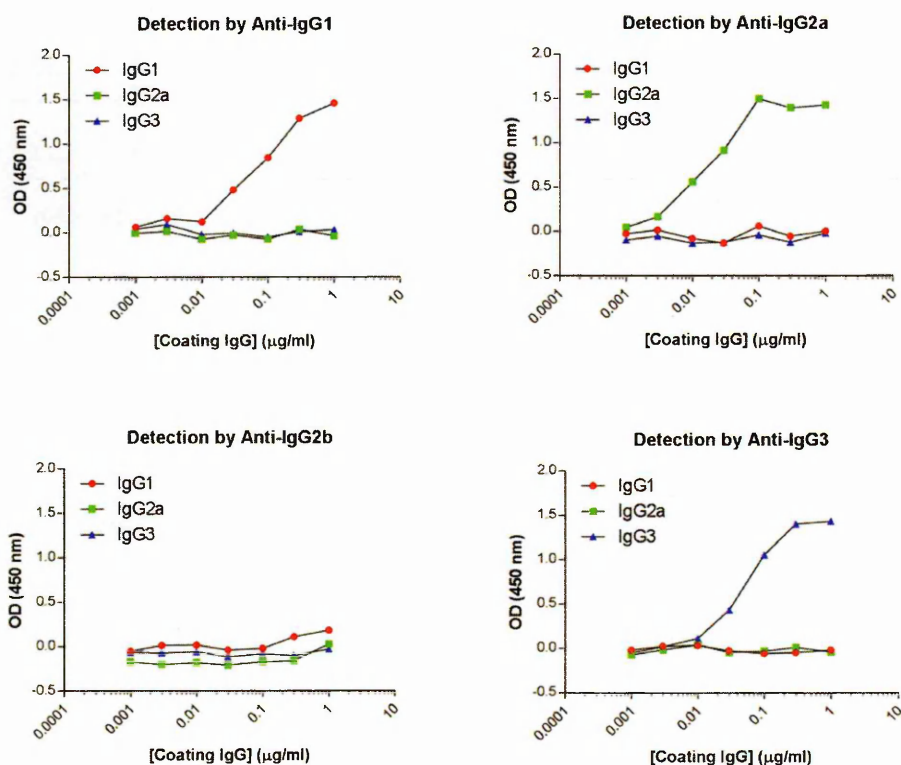 Detection by Anti-IgG1
2.0
1.5
1.0
0.5
0.0
-0.5
OD (450 nm)
IgG1
IgG2a
IgG3
0.0001
0.001
0.01
0.1
1
10
[Coating IgG] (µg/ml)
Detection by Anti-IgG2a
2.0
1.5
1.0
0.5
0.0
-0.5
OD (450 nm)
IgG1
IgG2a
IgG3
0.0001
0.001
0.01
0.1
1
10
[Coating IgG] (µg/ml)
Detection by Anti-IgG2b
2.0
1.5
1.0
0.5
0.0
-0.5
OD (450 nm)
IgG1
IgG2a
IgG3
0.0001
0.001
0.01
0.1
1
10
[Coating IgG] (µg/ml)
Detection by Anti-IgG3
2.0
1.5
1.0
0.5
0.0
-0.5
OD (450 nm)
IgG1
IgG2a
IgG3
0.0001
0.001
0.01
0.1
1
10
[Coating IgG] (µg/ml)